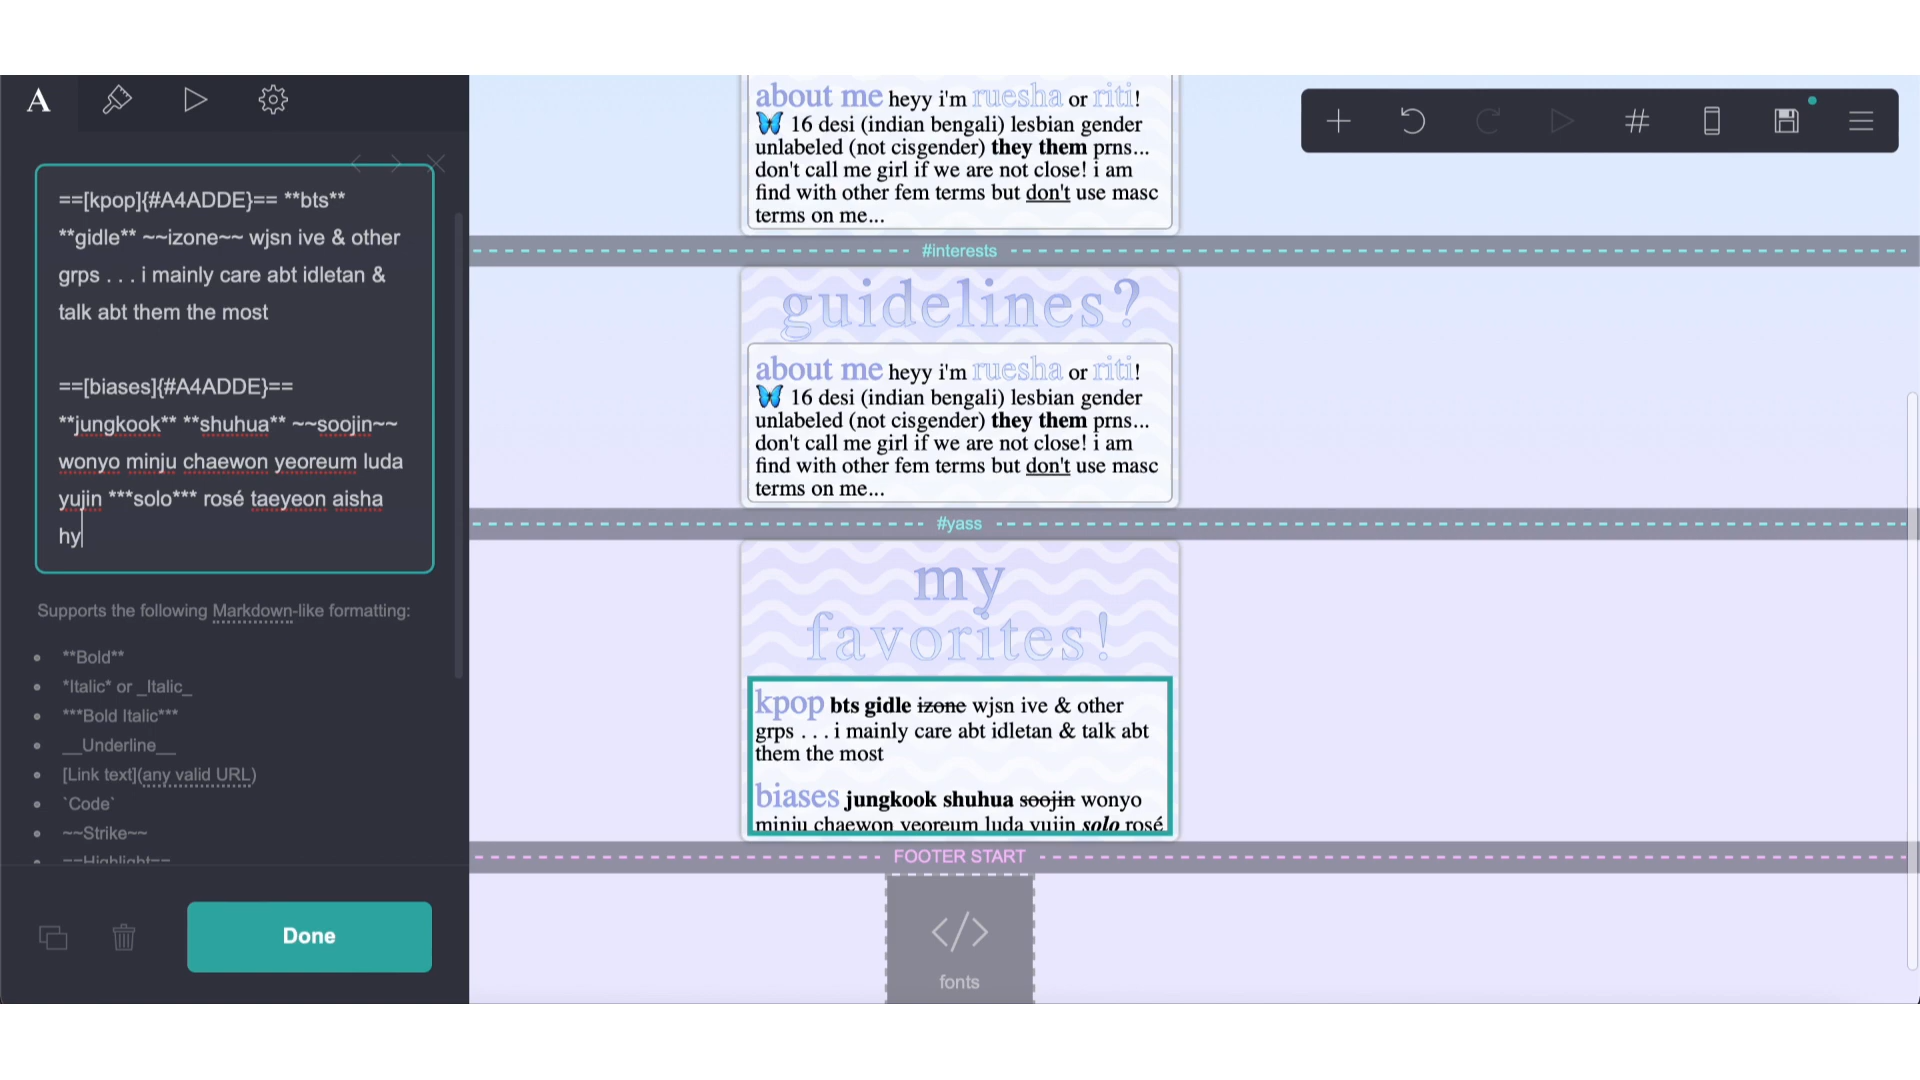 A
==[kpop]{#A4ADDE}== **bts**
**gidle** ~~izone~~ wjsn ive & other
grps . . . i mainly care abt idletan &
talk abt them the most
==[biases]{#A4ADDE}==
**jungkook** **shuhua** ~~soojin~~
wonyo minju chaewon yeoreum luda
yujin ***solo*** rosé taeyeon aisha
hy
Supports the following Markdown-like formatting:
**Bold**
*Italic* or _Italic_
***Bold Italic***
__Underline__
[Link text](any valid URL)
`Code`
~~Strike~~
==Highlight==
Done
about me heyy i'm ruesha or riti!
🦋 16 desi (indian bengali) lesbian gender
unlabeled (not cisgender) they them prns...
don't call me girl if we are not close! i am
find with other fem terms but don't use masc
terms on me...
#interests
guidelines?
about me heyy i'm ruesha or riti!
🦋 16 desi (indian bengali) lesbian gender
unlabeled (not cisgender) they them prns...
don't call me girl if we are not close! i am
find with other fem terms but don't use masc
terms on me...
#yass
my
favorites!
kpop bts gidle izone wjsn ive & other
grps . . . i mainly care abt idletan & talk abt
them the most
biases jungkook shuhua soojin wonyo
minju chaewon yeoreum luda yujin solo rosé
FOOTER START
</>
fonts
#